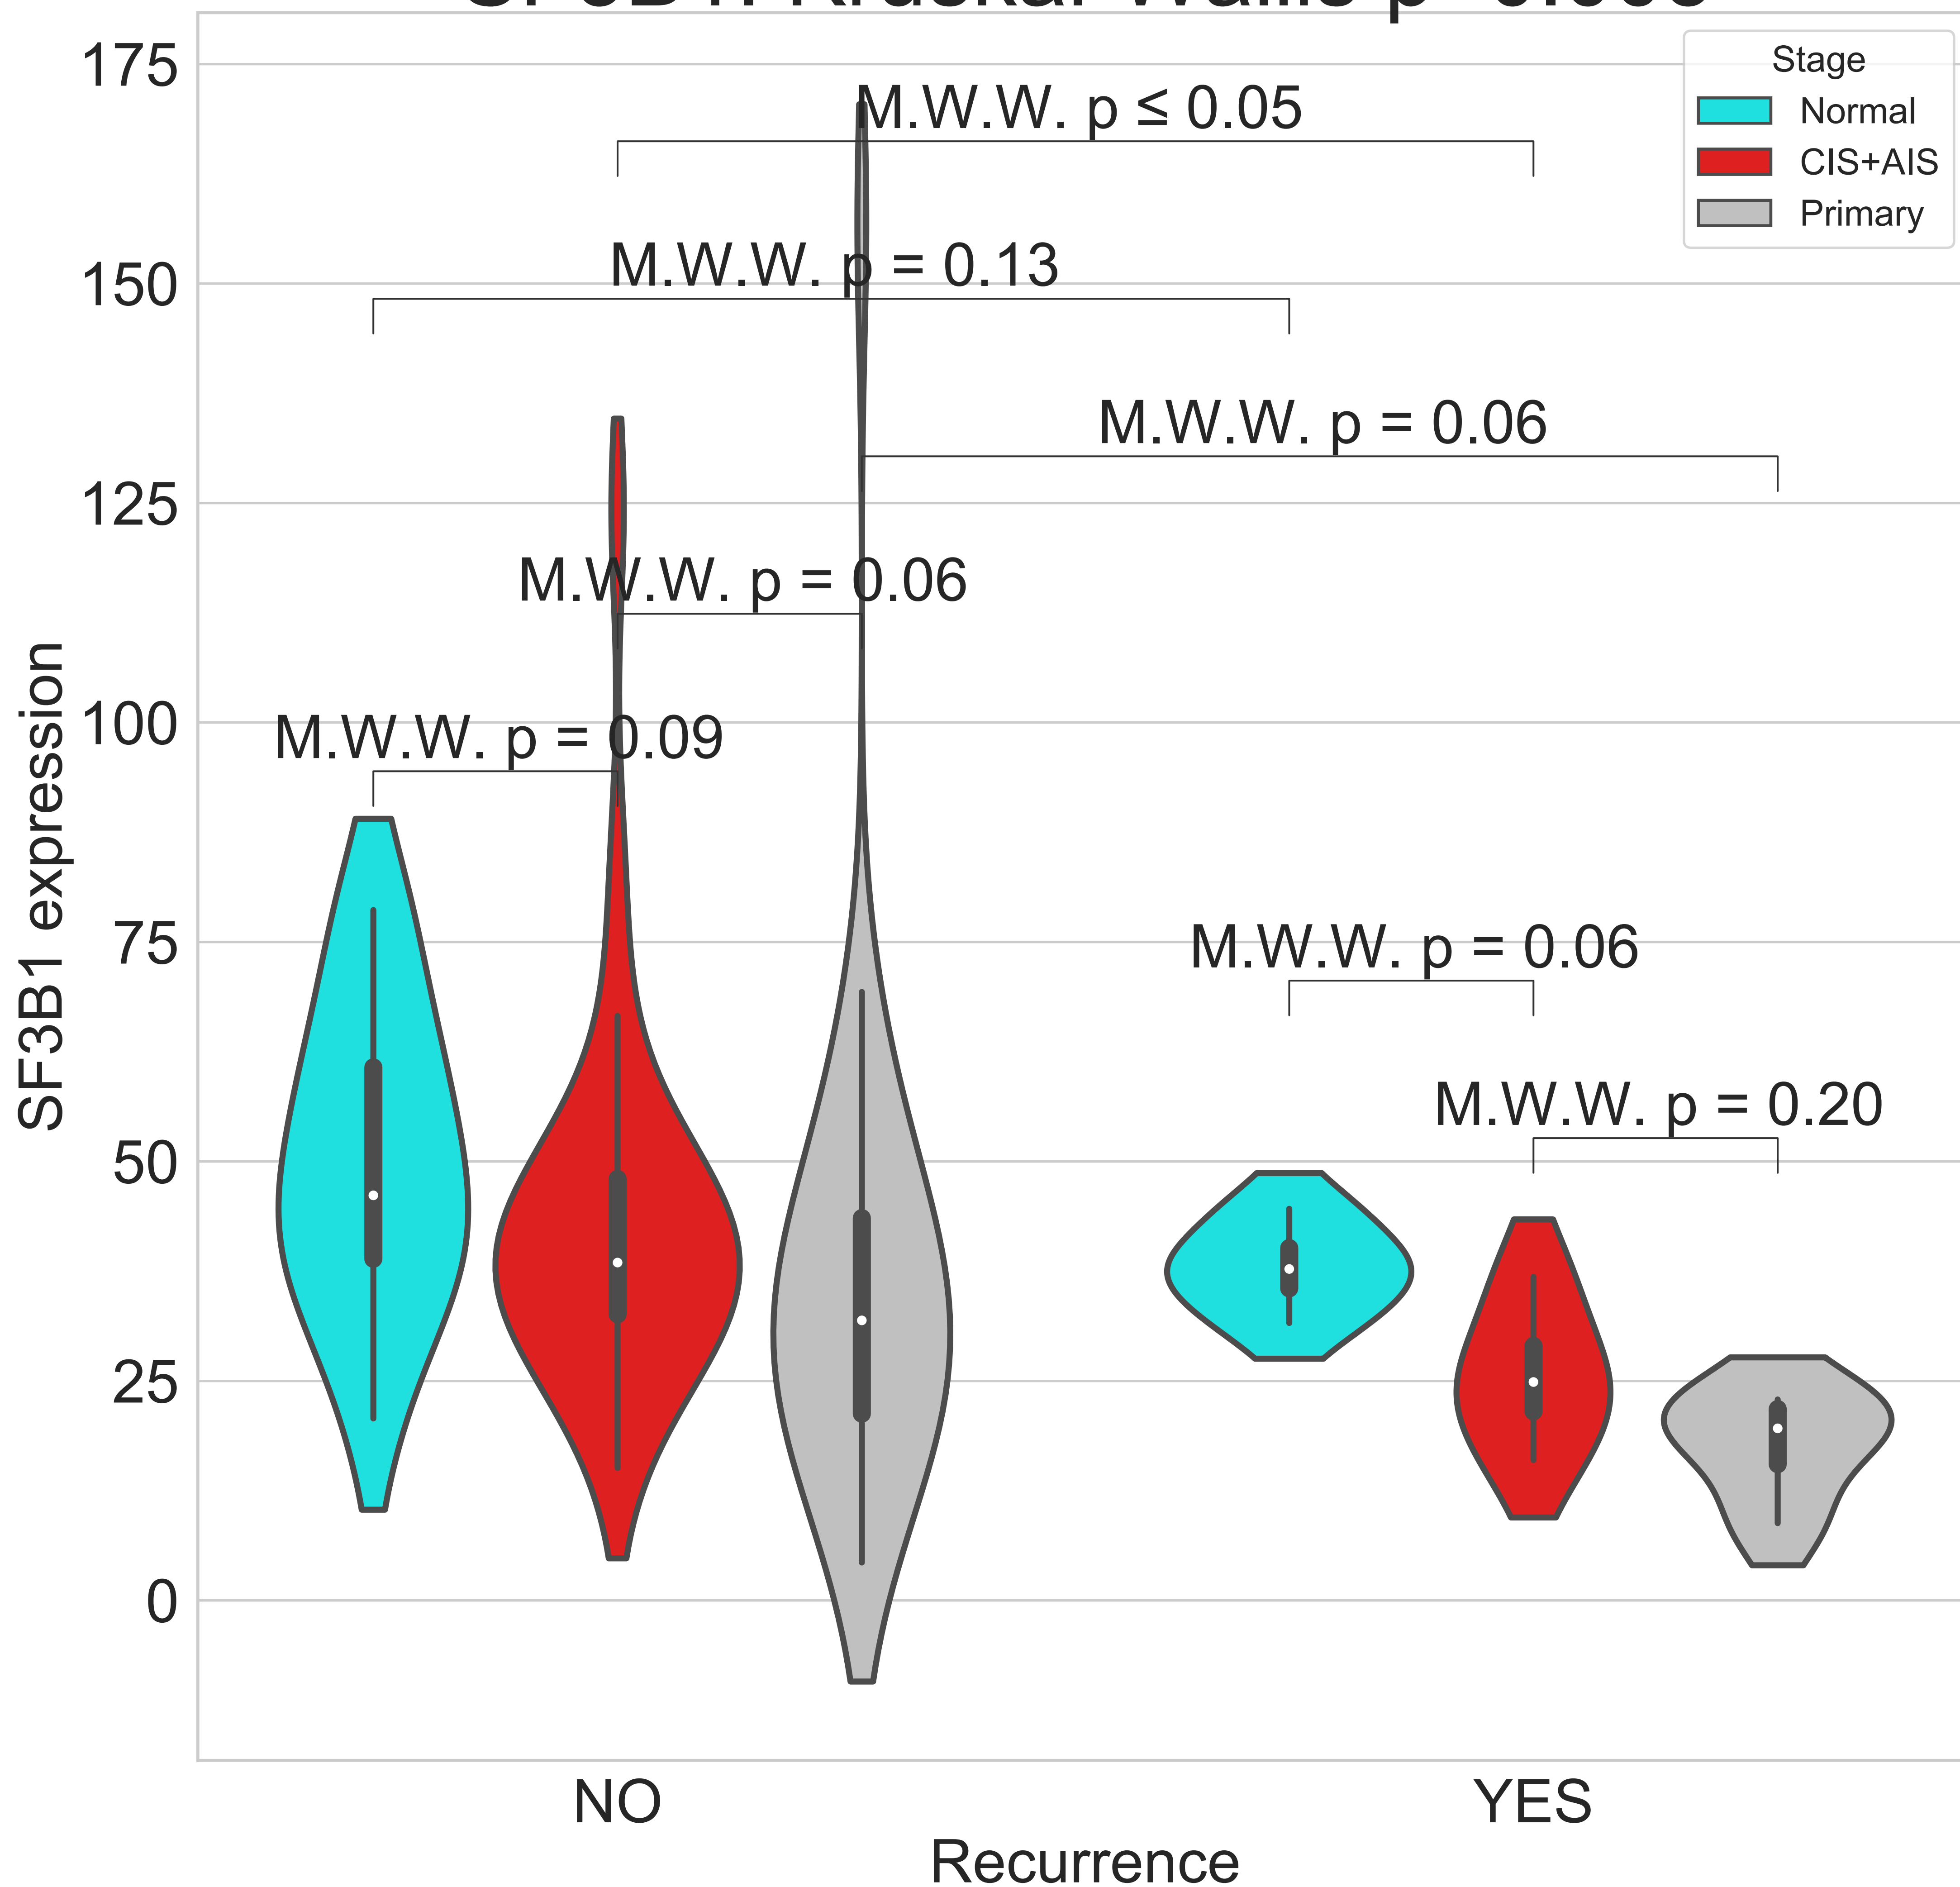 175
Stage
M.W.W. p ≤ 0.05
Normal
CIS+AIS
Primary
M.W.W. p = 0.13
150
M.W.W. p = 0.06
125
M.W.W. p = 0.06
100
M.W.W. p = 0.09
SF3B1 expression
75
M.W.W. p = 0.06
M.W.W. p = 0.20
50
25
0
NO
YES
Recurrence